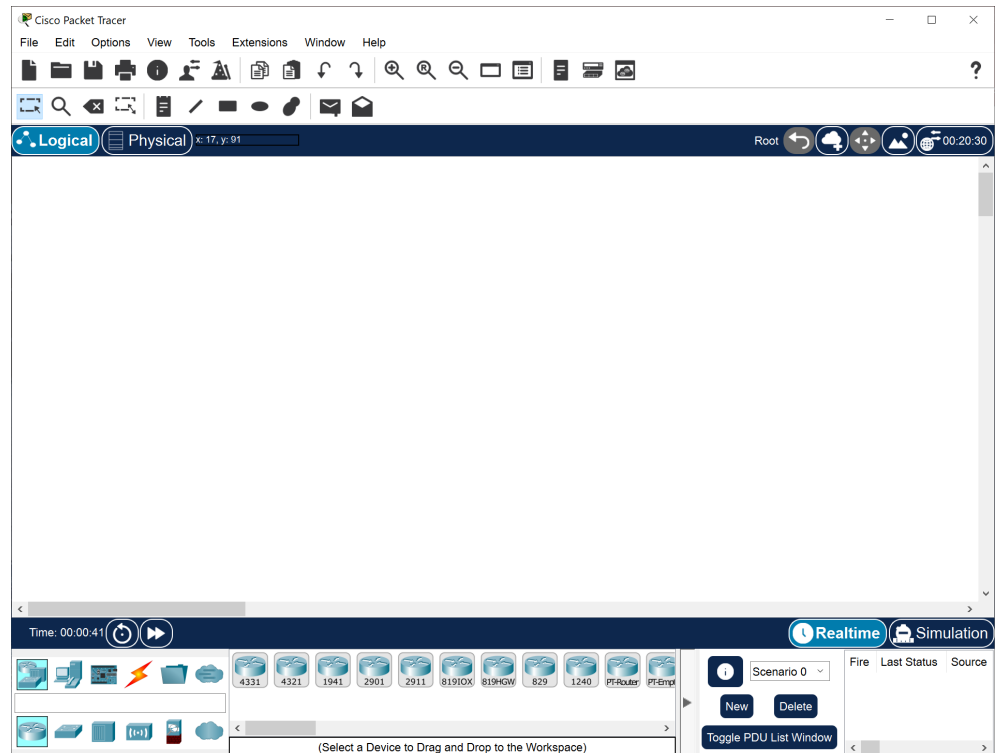 Cisco Packet Tracer
File Edit Options View Tools Extensions Window Help
?
Logical Physical x: 17, y: 91 Root 00:20:30
Time: 00:00:41 Realtime Simulation
4331 4321 1941 2901 2911 819IOX 819HGW 829 1240 PT-Router PT-Empt
Scenario 0 Fire Last Status Source
New Delete
Toggle PDU List Window
(Select a Device to Drag and Drop to the Workspace)